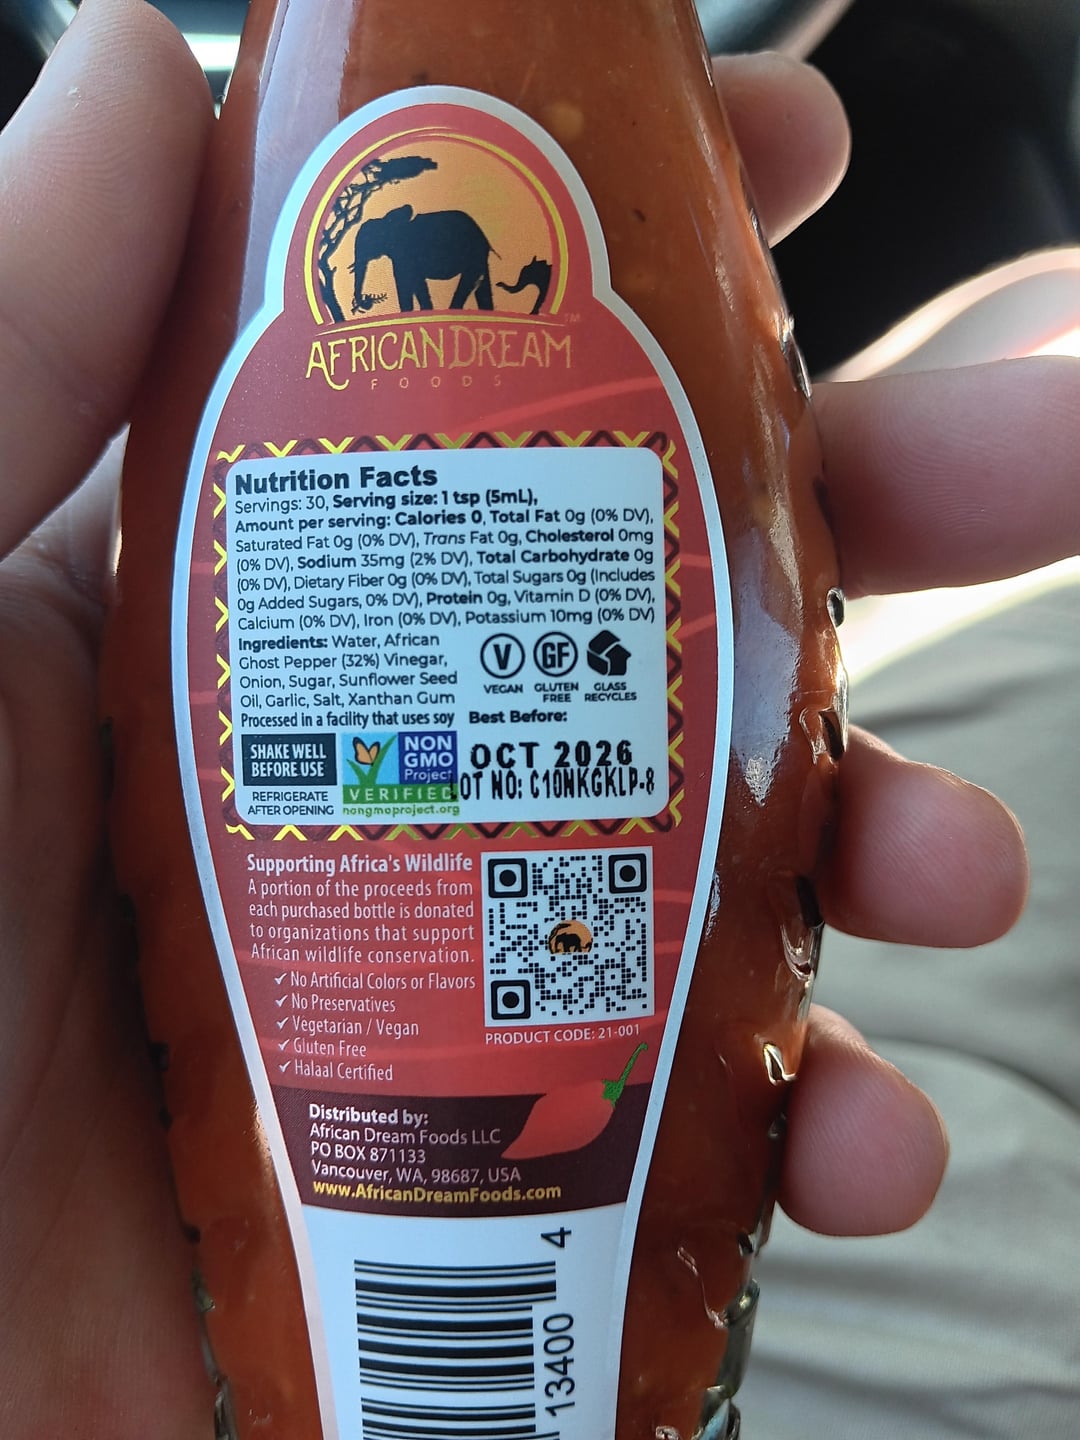 AFRICAN DREAM
FOODS
Nutrition Facts
Servings: 30, Serving size: 1 tsp (5mL),
Amount per serving: Calories 0, Total Fat 0g (0% DV),
Saturated Fat 0g (0% DV), Trans Fat 0g, Cholesterol 0mg
(0% DV), Sodium 35mg (2% DV), Total Carbohydrate 0g
(0% DV), Dietary Fiber 0g (0% DV), Total Sugars 0g (Includes
0g Added Sugars, 0% DV), Protein 0g, Vitamin D (0% DV),
Calcium (0% DV), Iron (0% DV), Potassium 10mg (0% DV)
Ingredients: Water, African
Ghost Pepper (32%) Vinegar,
Onion, Sugar, Sunflower Seed
Oil, Garlic, Salt, Xanthan Gum
Processed in a facility that uses soy
V
VEGAN
GF
GLUTEN
FREE
GLASS
RECYCLES
SHAKE WELL
BEFORE USE
REFRIGERATE
AFTER OPENING
NON
GMO
Project
VERIFIED
nongmoproject.org
Best Before:
OCT 2026
LOT NO: C10NKGKLP-8
Supporting Africa's Wildlife
A portion of the proceeds from
each purchased bottle is donated
to organizations that support
African wildlife conservation.
✓ No Artificial Colors or Flavors
✓ No Preservatives
✓ Vegetarian / Vegan
✓ Gluten Free
✓ Halaal Certified
PRODUCT CODE: 21-001
Distributed by:
African Dream Foods LLC
PO BOX 871133
Vancouver, WA, 98687, USA
www.AfricanDreamFoods.com
13400 4